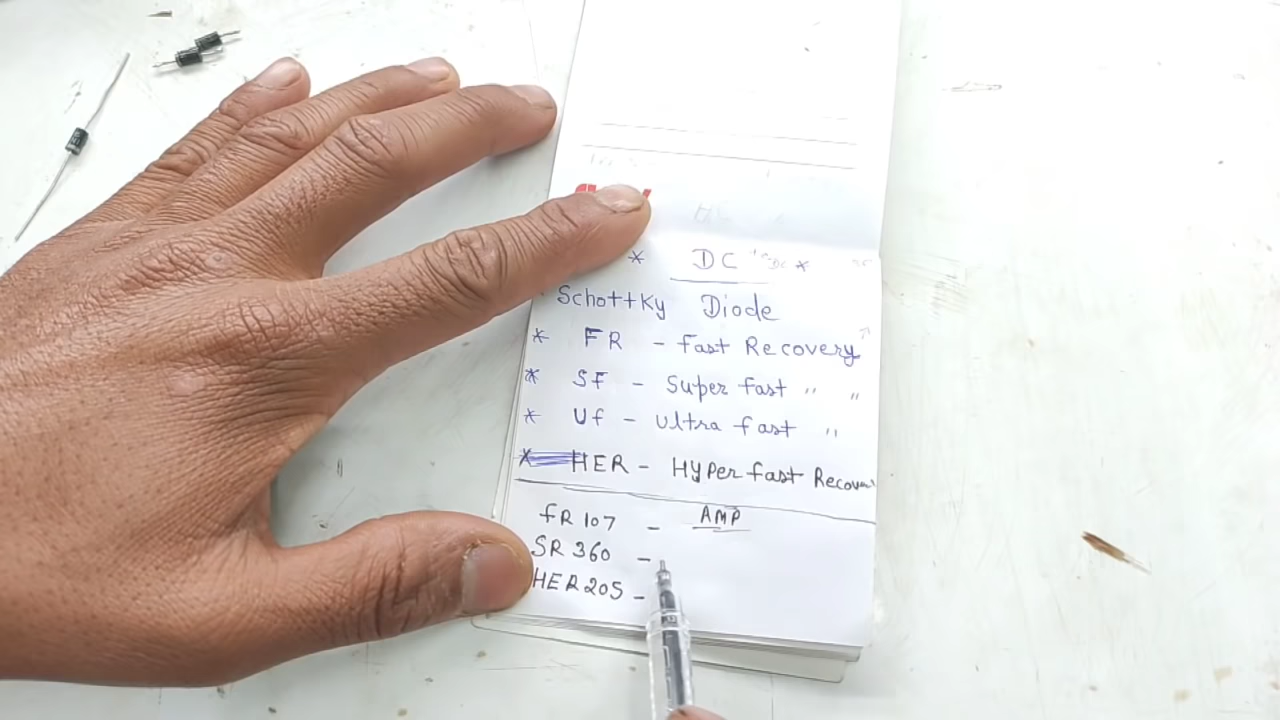 * DC *
Schottky Diode
* FR - Fast Recovery
* SF - Super fast " "
* Uf - Ultra fast "
* HER - Hyper fast Recover
fR 107 - AMP
SR 360 -
HER 205 -